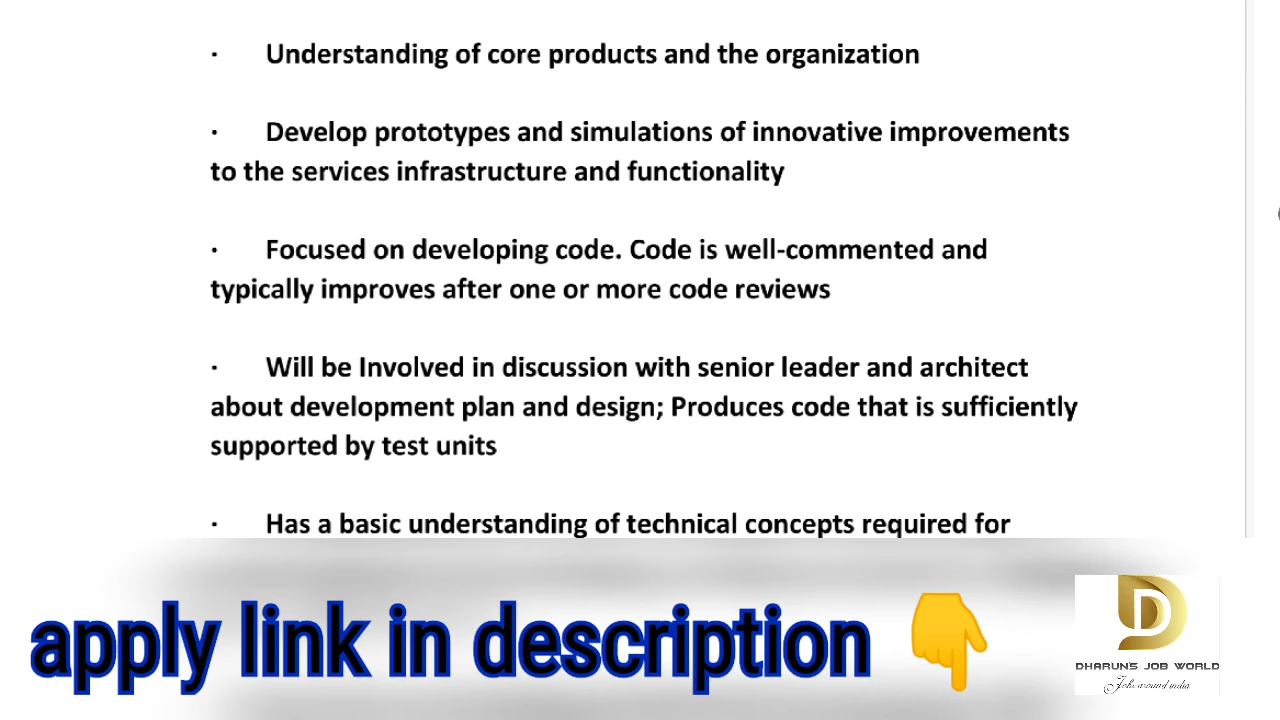 · Understanding of core products and the organization
· Develop prototypes and simulations of innovative improvements
to the services infrastructure and functionality
· Focused on developing code. Code is well-commented and
typically improves after one or more code reviews
· Will be Involved in discussion with senior leader and architect
about development plan and design; Produces code that is sufficiently
supported by test units
· Has a basic understanding of technical concepts required for
apply link in description 👇
D
DHARUN'S JOB WORLD
Jobs around india